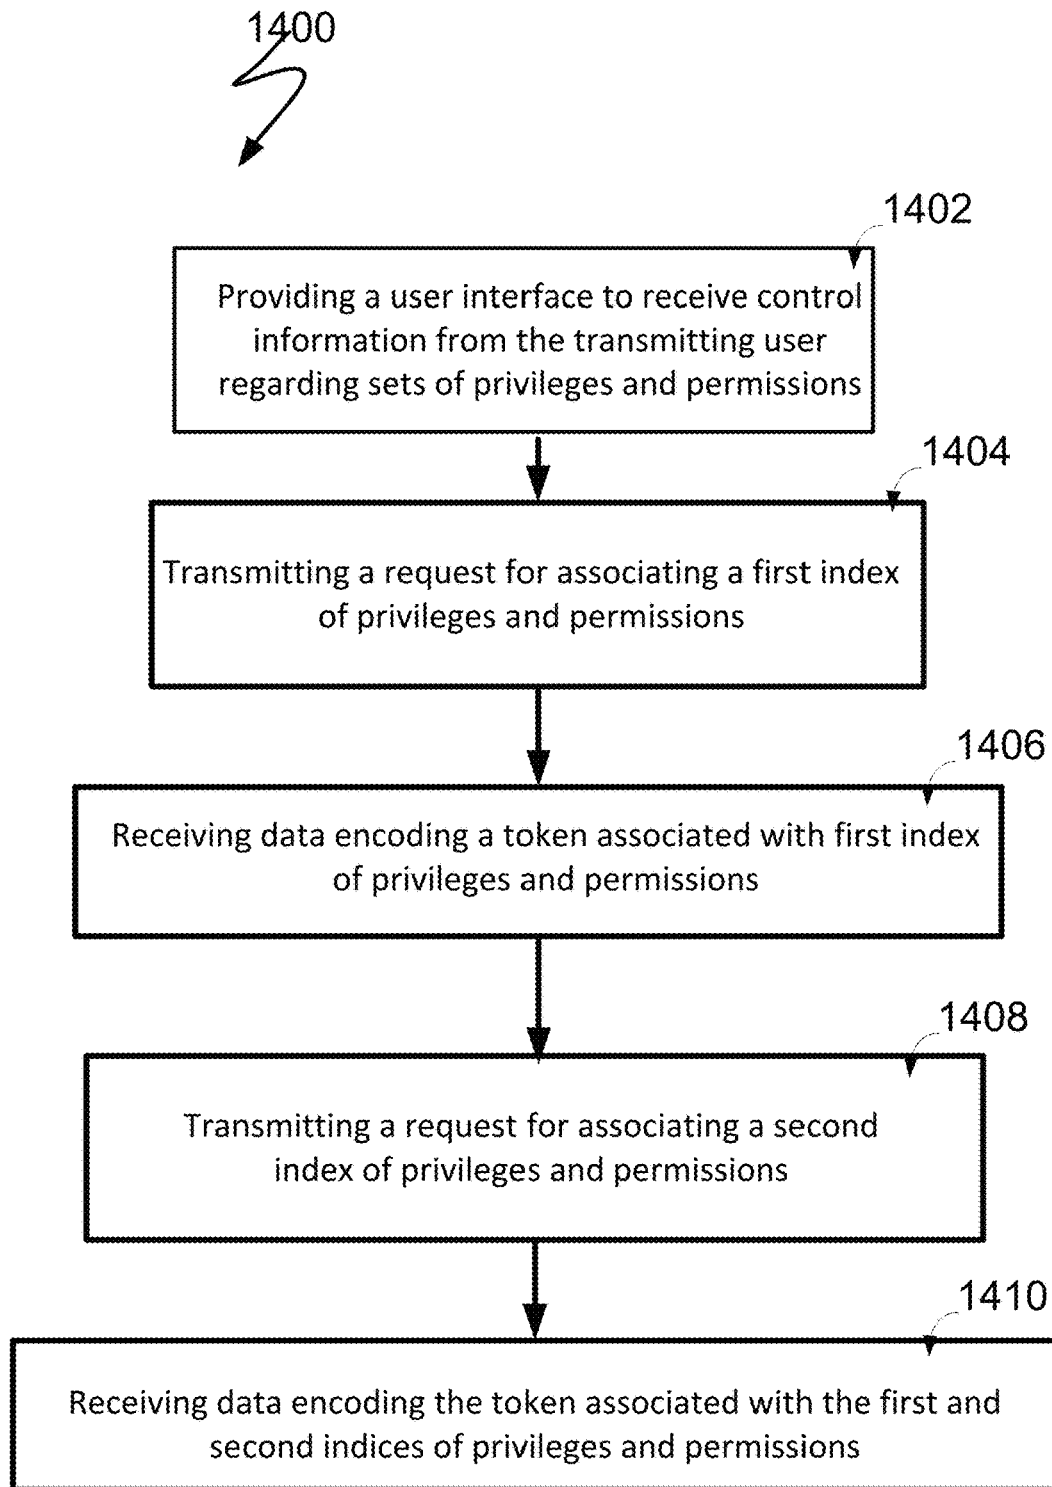 1400
1402
Providing a user interface to receive control
information from the transmitting user
regarding sets of privileges and permissions
1404
Transmitting a request for associating a first index
of privileges and permissions
1406
Receiving data encoding a token associated with first index
of privileges and permissions
1408
Transmitting a request for associating a second
index of privileges and permissions
1410
Receiving data encoding the token associated with the first and
second indices of privileges and permissions